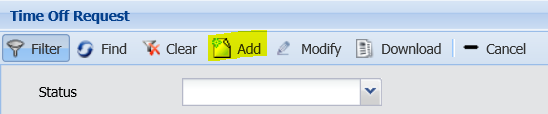 Time Off Request
Filter Find Clear Add Modify Download Cancel
Status